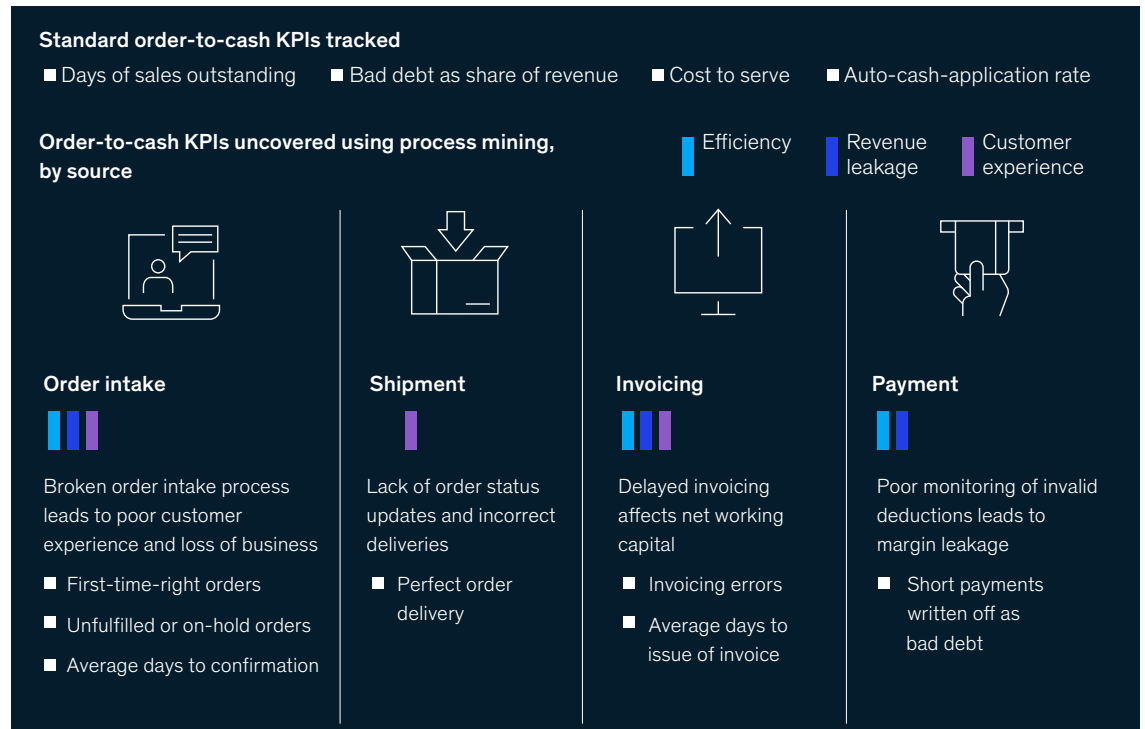 Standard order-to-cash KPIs tracked
Days of sales outstanding
Bad debt as share of revenue
Cost to serve
Auto-cash-application rate
Order-to-cash KPIs uncovered using process mining,
by source
Efficiency
Revenue
leakage
Customer
experience
Order intake
Broken order intake process
leads to poor customer
experience and loss of business
First-time-right orders
Unfulfilled or on-hold orders
Average days to confirmation
Shipment
Lack of order status
updates and incorrect
deliveries
Perfect order
delivery
Invoicing
Delayed invoicing
affects net working
capital
Invoicing errors
Average days to
issue of invoice
Payment
Poor monitoring of invalid
deductions leads to
margin leakage
Short payments
written off as
bad debt